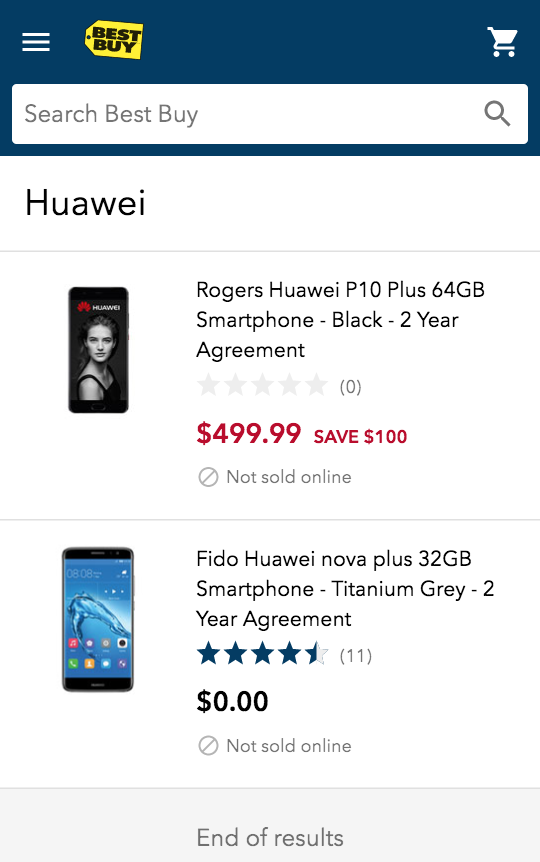 BEST
BUY
Search Best Buy
Huawei
HUAWEI
Rogers Huawei P10 Plus 64GB
Smartphone - Black - 2 Year
Agreement
(0)
$499.99 SAVE $100
Not sold online
08:08
Fido Huawei nova plus 32GB
Smartphone - Titanium Grey - 2
Year Agreement
(11)
$0.00
Not sold online
End of results